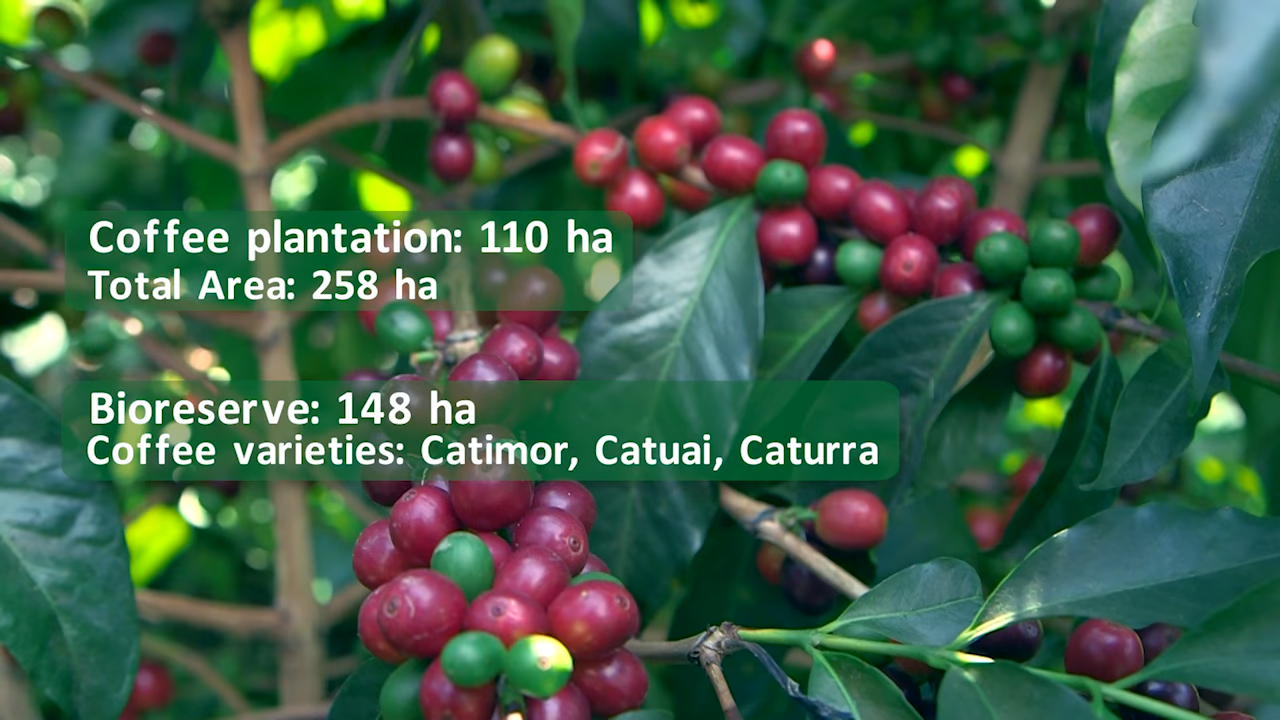 Coffee plantation: 110 ha
Total Area: 258 ha
Bioreserve: 148 ha
Coffee varieties: Catimor, Catuai, Caturra